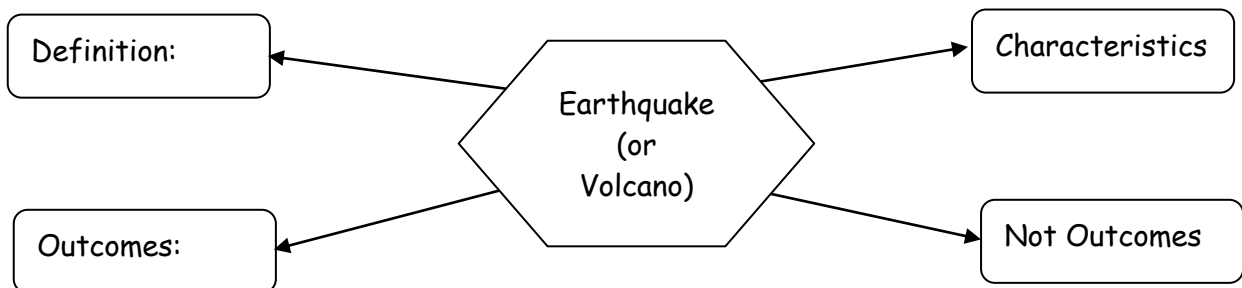 Definition:
Characteristics
Earthquake
(or
Volcano)
Outcomes:
Not Outcomes